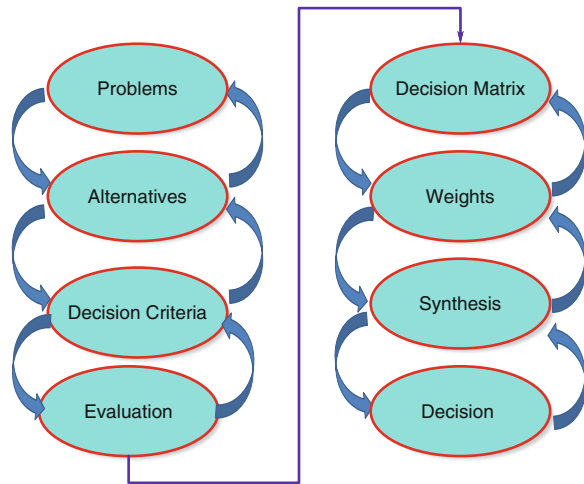 Problems
Alternatives
Decision Criteria
Evaluation
Decision Matrix
Weights
Synthesis
Decision